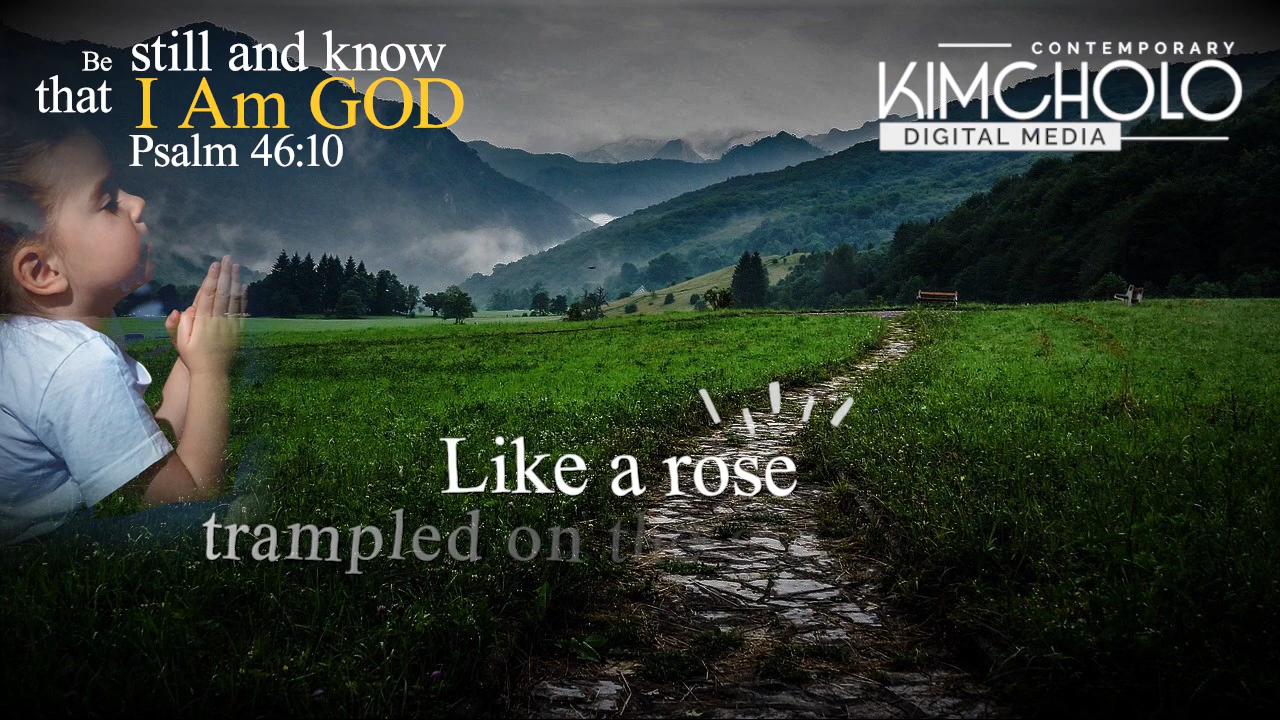 Be still and know
that I Am GOD
Psalm 46:10
CONTEMPORARY
KIMCHOLO
DIGITAL MEDIA
Like a rose
trampled on